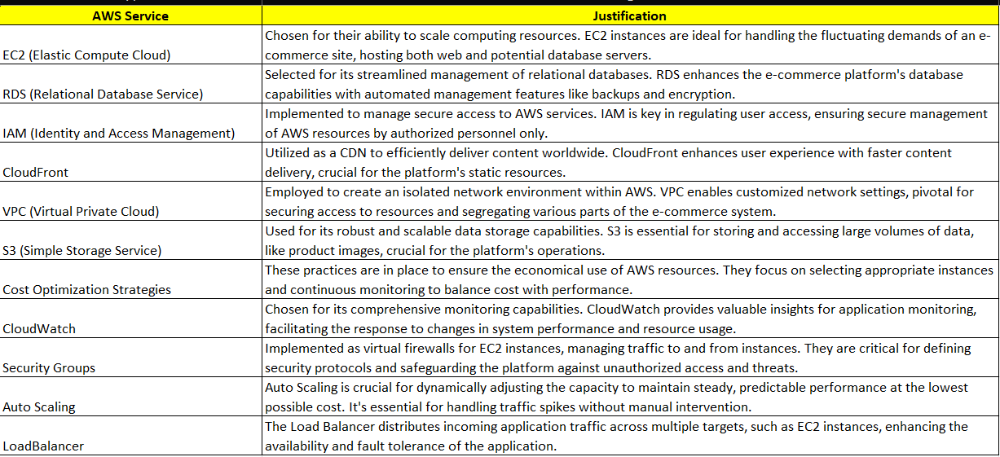 AWS Service
Justification
EC2 (Elastic Compute Cloud)
Chosen for their ability to scale computing resources. EC2 instances are ideal for handling the fluctuating demands of an e-
commerce site, hosting both web and potential database servers.
RDS (Relational Database Service)
Selected for its streamlined management of relational databases. RDS enhances the e-commerce platform's database
capabilities with automated management features like backups and encryption.
IAM (Identity and Access Management)
Implemented to manage secure access to AWS services. IAM is key in regulating user access, ensuring secure management
of AWS resources by authorized personnel only.
CloudFront
Utilized as a CDN to efficiently deliver content worldwide. CloudFront enhances user experience with faster content
delivery, crucial for the platform's static resources.
VPC (Virtual Private Cloud)
Employed to create an isolated network environment within AWS. VPC enables customized network settings, pivotal for
securing access to resources and segregating various parts of the e-commerce system.
S3 (Simple Storage Service)
Used for its robust and scalable data storage capabilities. S3 is essential for storing and accessing large volumes of data,
like product images, crucial for the platform's operations.
Cost Optimization Strategies
These practices are in place to ensure the economical use of AWS resources. They focus on selecting appropriate instances
and continuous monitoring to balance cost with performance.
CloudWatch
Chosen for its comprehensive monitoring capabilities. CloudWatch provides valuable insights for application monitoring,
facilitating the response to changes in system performance and resource usage.
Security Groups
Implemented as virtual firewalls for EC2 instances, managing traffic to and from instances. They are critical for defining
security protocols and safeguarding the platform against unauthorized access and threats.
Auto Scaling
Auto Scaling is crucial for dynamically adjusting the capacity to maintain steady, predictable performance at the lowest
possible cost. It's essential for handling traffic spikes without manual intervention.
LoadBalancer
The Load Balancer distributes incoming application traffic across multiple targets, such as EC2 instances, enhancing the
availability and fault tolerance of the application.